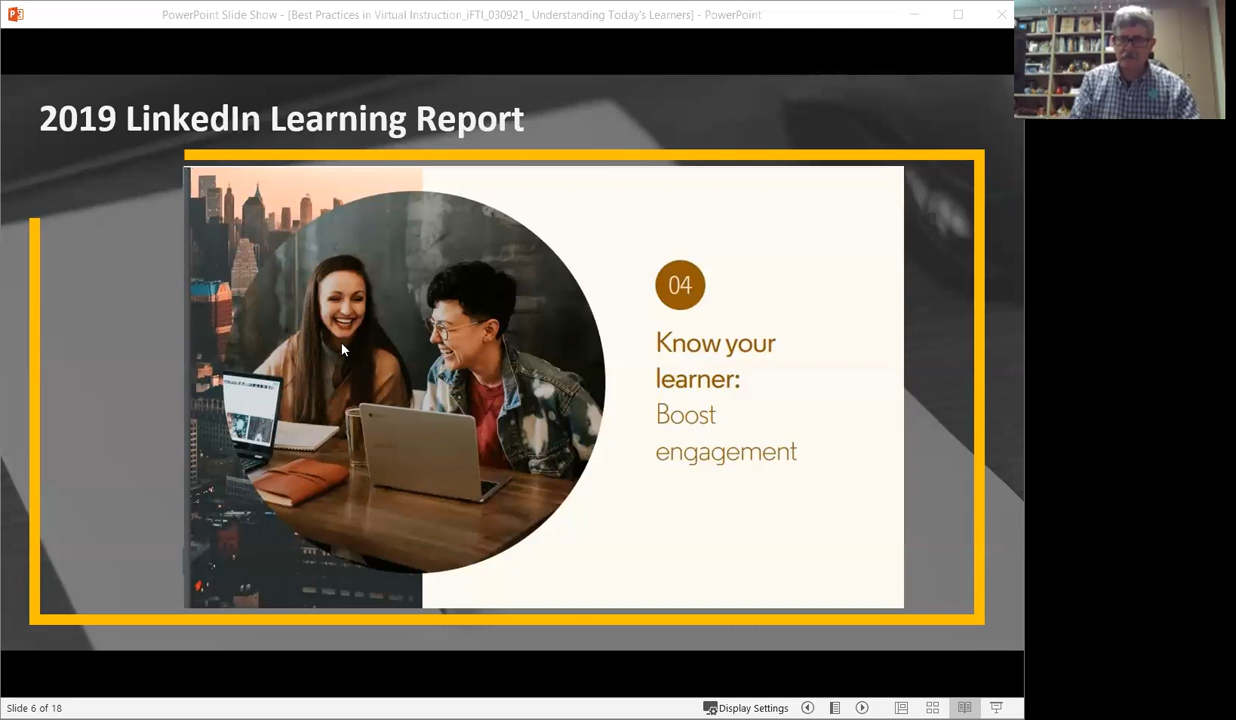 PowerPoint Slide Show - [Best Practices in Virtual Instruction_iFTI_030921_ Understanding Today's Learners] - PowerPoint
2019 LinkedIn Learning Report
04
Know your
learner:
Boost
engagement
Slide 6 of 18
Display Settings